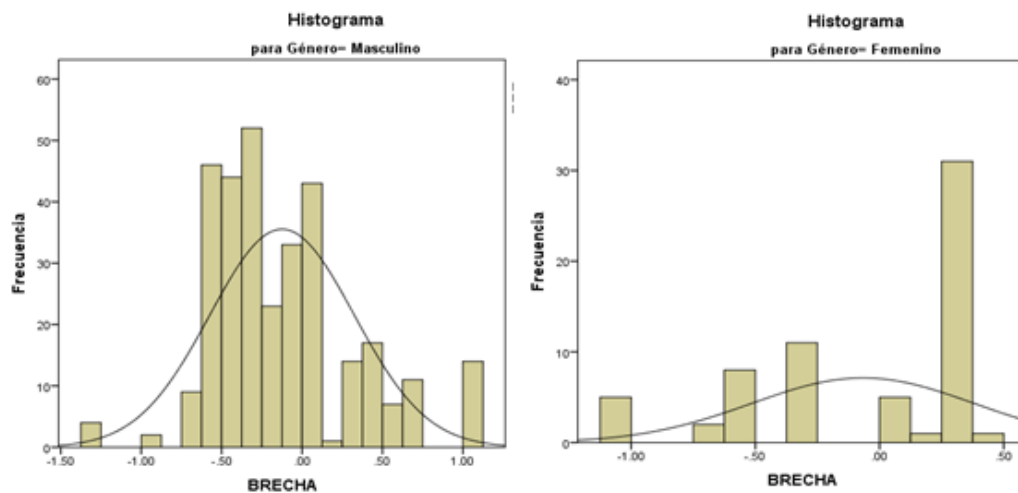 Histograma
para Género= Masculino
60
50
40
30
20
10
0
Frecuencia
-1.50
-1.00
-.50
.00
.50
1.00
BRECHA
Histograma
para Género= Femenino
40
30
20
10
0
Frecuencia
-1.00
-.50
.00
.50
BRECHA